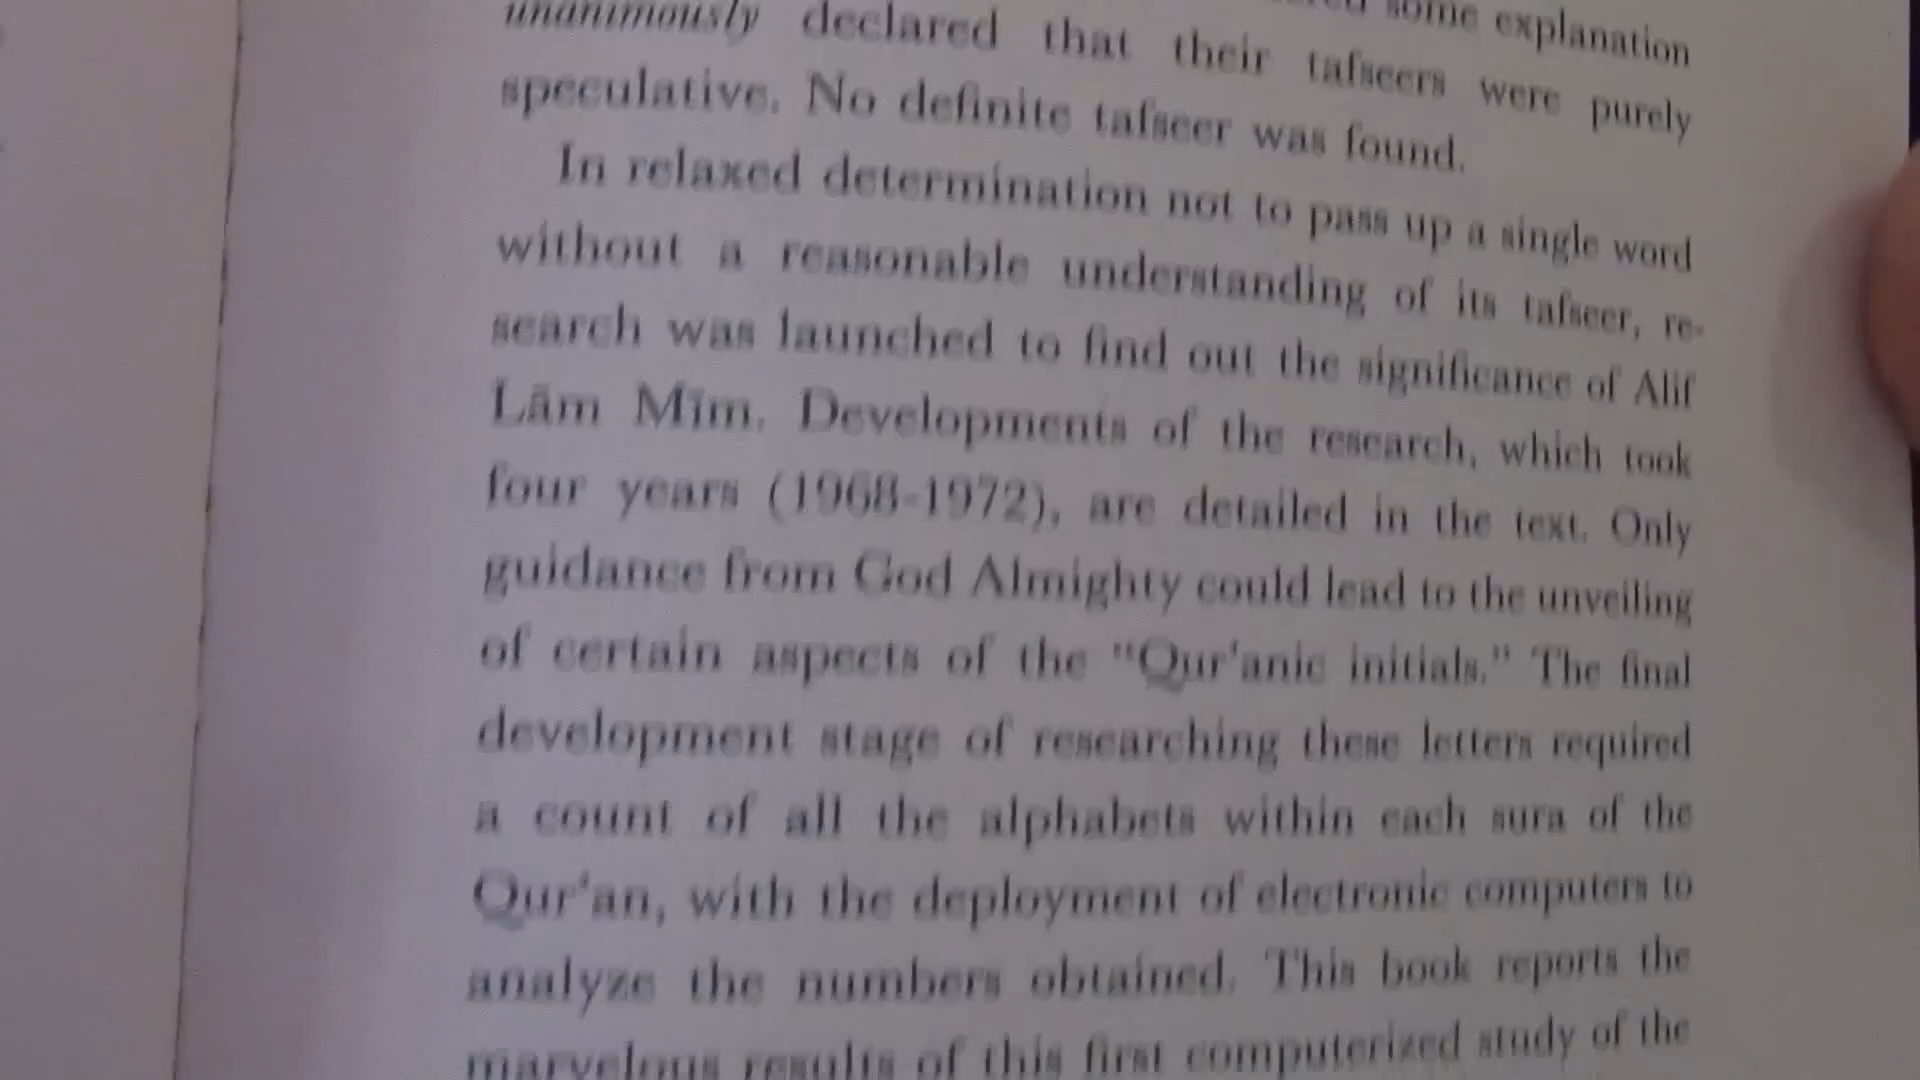 some explanation
unanimously declared that their tafseers were purely
speculative. No definite tafseer was found.
In relaxed determination not to pass up a single word
without a reasonable understanding of its tafseer, re-
search was launched to find out the significance of Alif
Lām Mīm. Developments of the research, which took
four years (1968-1972), are detailed in the text. Only
guidance from God Almighty could lead to the unveiling
of certain aspects of the "Qur'anic initials." The final
development stage of researching these letters required
a count of all the alphabets within each sura of the
Qur'an, with the deployment of electronic computers to
analyze the numbers obtained. This book reports the
marvelous results of this first computerized study of the